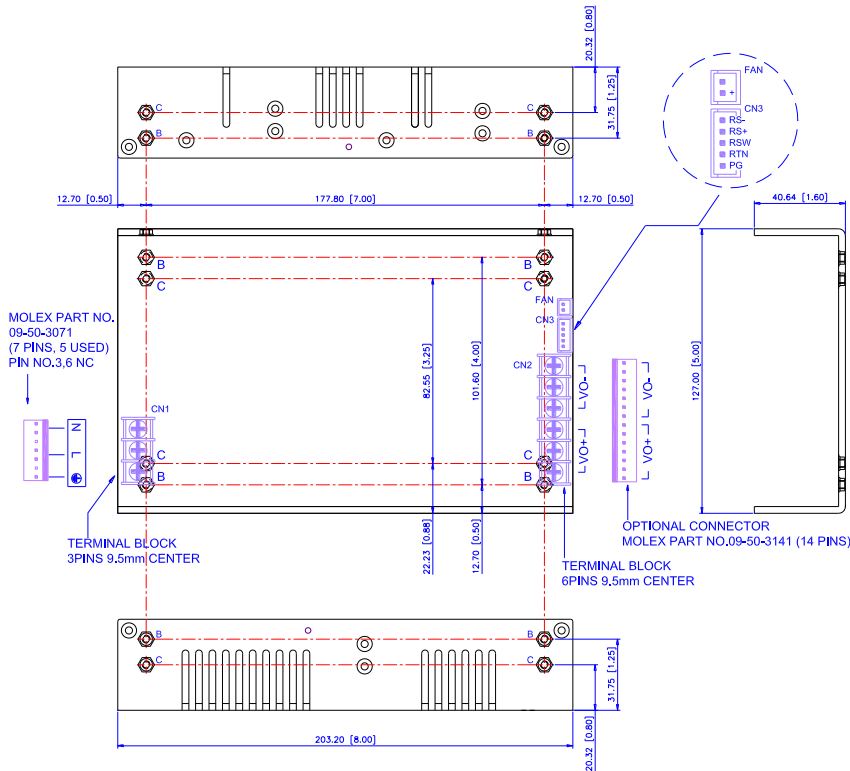 20.32 [0.80]
31.75 [1.25]
C
C
B
B
FAN
+
CN3
RS-
RS+
RSW
RTN
PG
12.70 [0.50]
177.80 [7.00]
12.70 [0.50]
40.64 [1.60]
B
B
C
C
MOLEX PART NO.
09-50-3071
(7 PINS, 5 USED)
PIN NO.3,6 NC
FAN
CN3
CN2
VO-
VO+
VO-
VO+
82.55 [3.25]
101.60 [4.00]
127.00 [5.00]
CN1
N
L
C
C
B
B
22.23 [0.88]
12.70 [0.50]
TERMINAL BLOCK
3PINS 9.5mm CENTER
OPTIONAL CONNECTOR
MOLEX PART NO.09-50-3141 (14 PINS)
TERMINAL BLOCK
6PINS 9.5mm CENTER
B
B
C
C
31.75 [1.25]
20.32 [0.80]
203.20 [8.00]